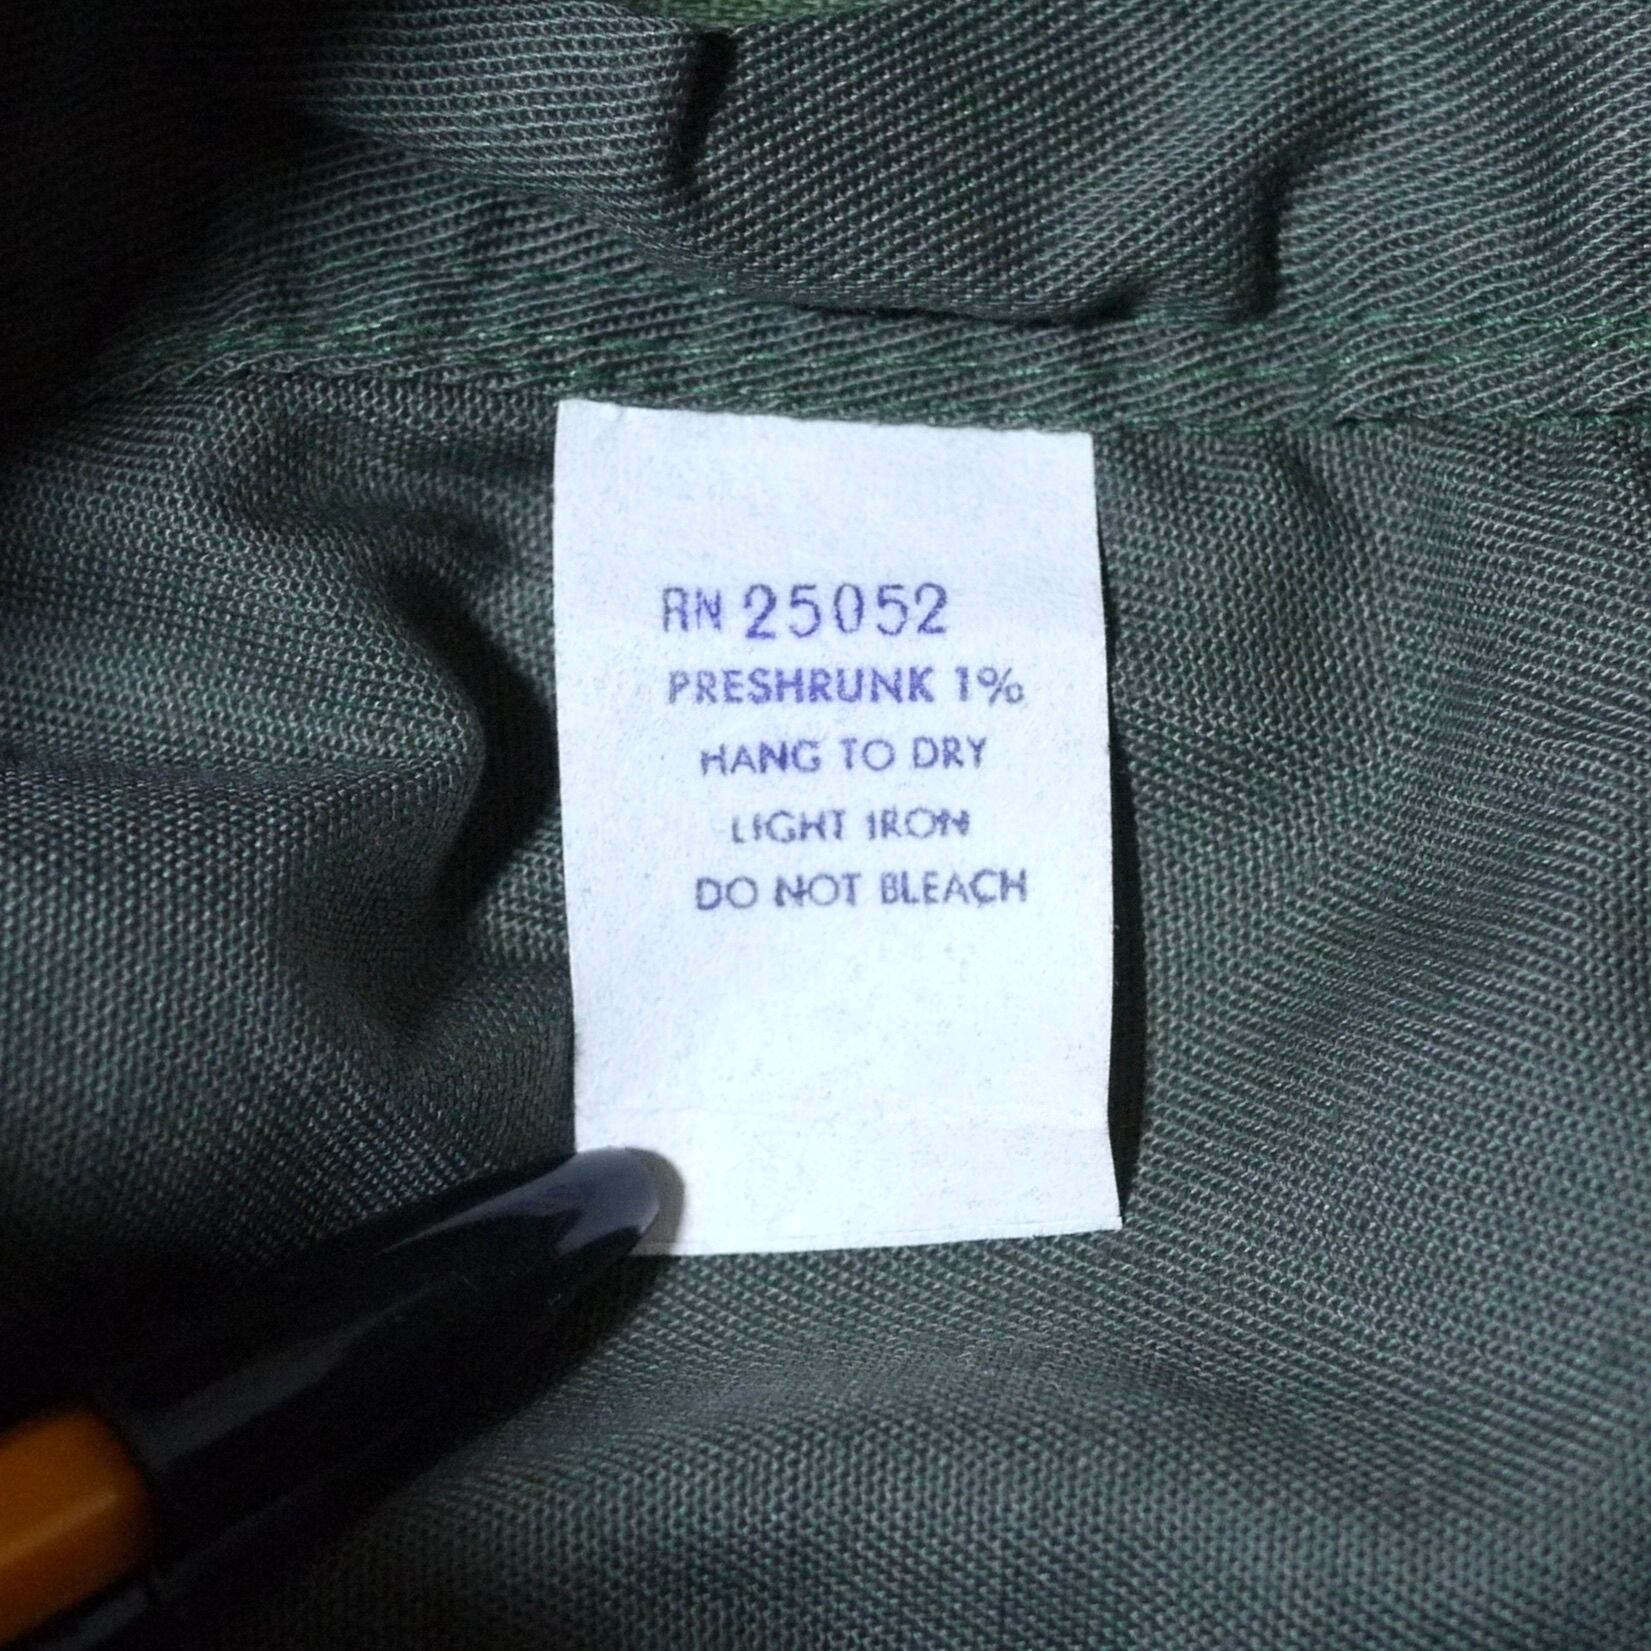 RN 25052
PRESHRUNK 1%
HANG TO DRY
LIGHT IRON
DO NOT BLEACH